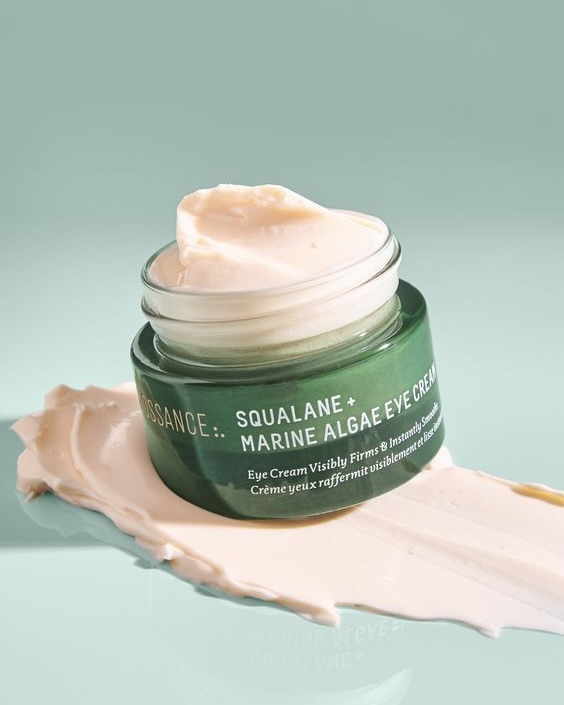 OSSANCE:.
SQUALANE +
MARINE ALGAE EYE CREAM
Eye Cream Visibly Firms & Instantly Smooths
Crème yeux raffermit visiblement et lisse